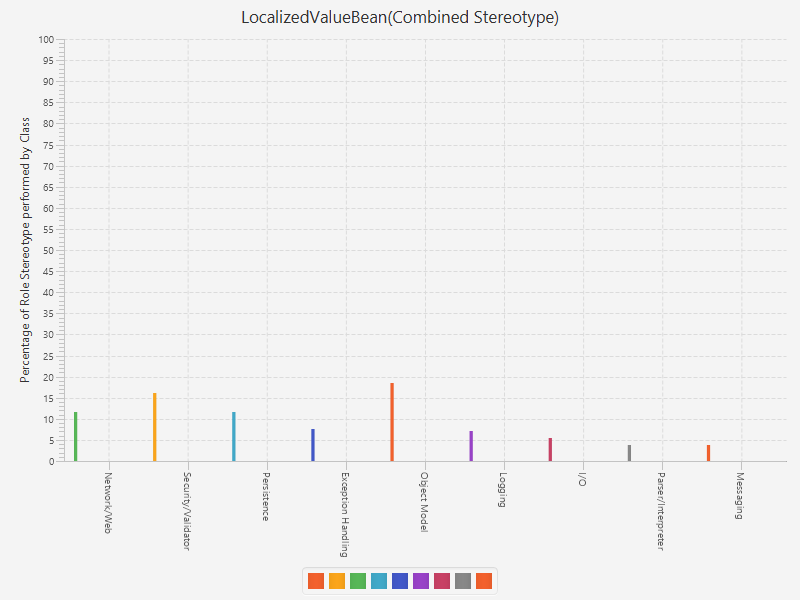 LocalizedValueBean(Combined Stereotype)
Percentage of Role Stereotype performed by Class
100
95
90
85
80
75
70
65
60
55
50
45
40
35
30
25
20
15
10
5
0
Network/Web
Security/Validator
Persistence
Exception Handling
Object Model
Logging
I/O
Parser/Interpreter
Messaging